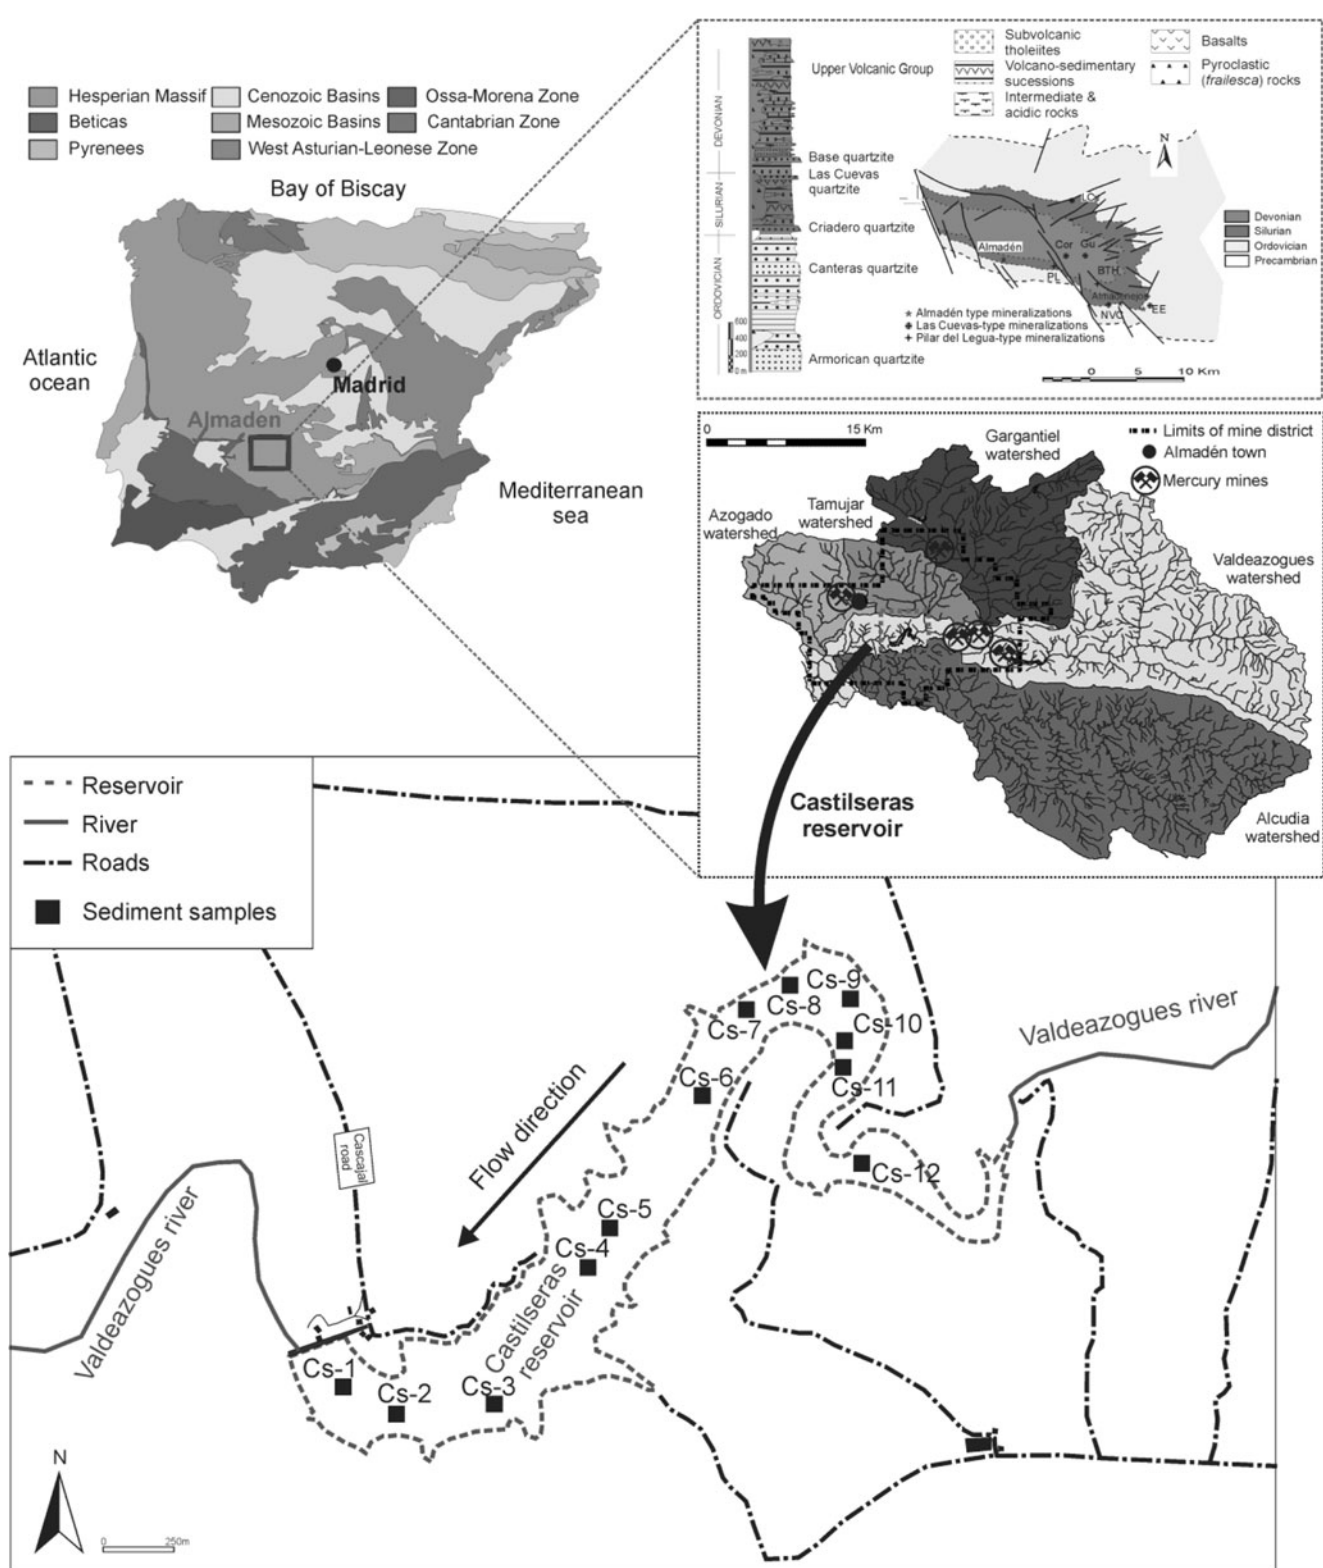 Hesperian Massif
Beticas
Pyrenees
Cenozoic Basins
Mesozoic Basins
West Asturian-Leonese Zone
Ossa-Morena Zone
Cantabrian Zone
Bay of Biscay
Atlantic
ocean
Madrid
Almaden
Mediterranean
sea
DEVONIAN
SILURIAN
ORDOVICIAN
Upper Volcanic Group
Base quartzite
Las Cuevas
quartzite
Criadero quartzite
Canteras quartzite
Armorican quartzite
600
400
200
0 m
Subvolcanic
tholeiites
Volcano-sedimentary
sucessions
Intermediate &
acidic rocks
Basalts
Pyroclastic
(frailesca) rocks
N
LC
Almadén
Cor
Gu
PL
BTH
Almadenejos
NVC
EE
Devonian
Silurian
Ordovician
Precambrian
Almadén type mineralizations
Las Cuevas-type mineralizations
Pilar del Legua-type mineralizations
0 5 10 Km
0 15 Km
Limits of mine district
Almadén town
Mercury mines
Gargantiel
watershed
Tamujar
watershed
Azogado
watershed
Valdeazogues
watershed
Alcudia
watershed
Castilseras
reservoir
Reservoir
River
Roads
Sediment samples
Cs-9
Cs-8
Cs-7
Cs-10
Cs-11
Cs-6
Cs-12
Cs-5
Cs-4
Cs-3
Cs-2
Cs-1
Flow direction
Castilseras
reservoir
Valdeazogues river
Cascajal
road
Valdeazogues river
N
0 250m